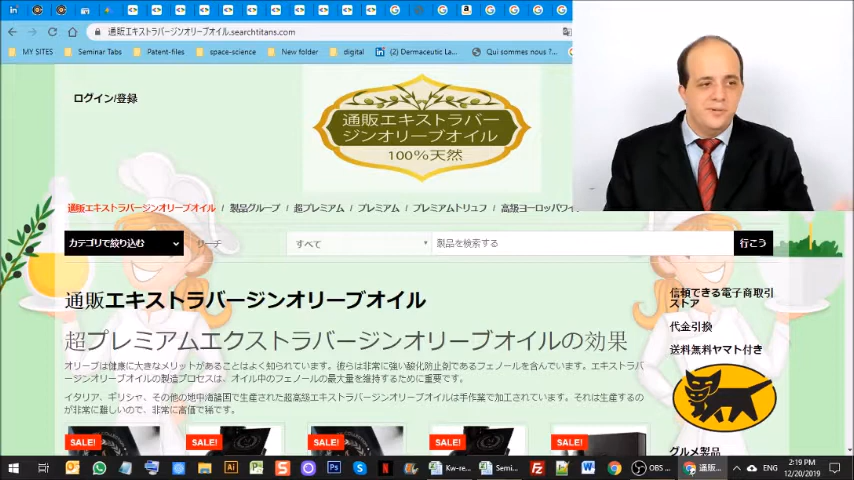 通販エキストラバージンオリーブオイル.searchtitans.com
MY SITES
Seminar Tabs
Patent-files
space-science
New folder
digital
(2) Dermaceutic La...
Qui sommes nous ?...
ログイン/登録
通販エキストラバー
ジンオリーブオイル
100%天然
通販エキストラバージンオリーブオイル / 製品グループ / 超プレミアム / プレミアム / プレミアムトリュフ / 高級ヨーロッパワイ
カテゴリで絞り込む
サーチ
すべて
製品を検索する
行こう
通販エキストラバージンオリーブオイル
超プレミアムエクストラバージンオリーブオイルの効果
オリーブは健康に大きなメリットがあることはよく知られています。彼らは非常に強い酸化防止剤であるフェノールを含んでいます。エキストラバ
ージンオリーブオイルの製造プロセスは、オイル中のフェノールの最大量を維持するために重要です。
イタリア、ギリシャ、その他の地中海諸国で生産された超高級エキストラバージンオリーブオイルは手作業で加工されています。それは生産するの
が非常に難しいので、非常に高価で稀です。
信頼できる電子商取引
ストア
代金引換
送料無料ヤマト付き
グルメ製品
SALE!
SALE!
SALE!
SALE!
SALE!
Kw-re...
Semi...
OBS ...
通販...
ENG
2:19 PM
12/20/2019